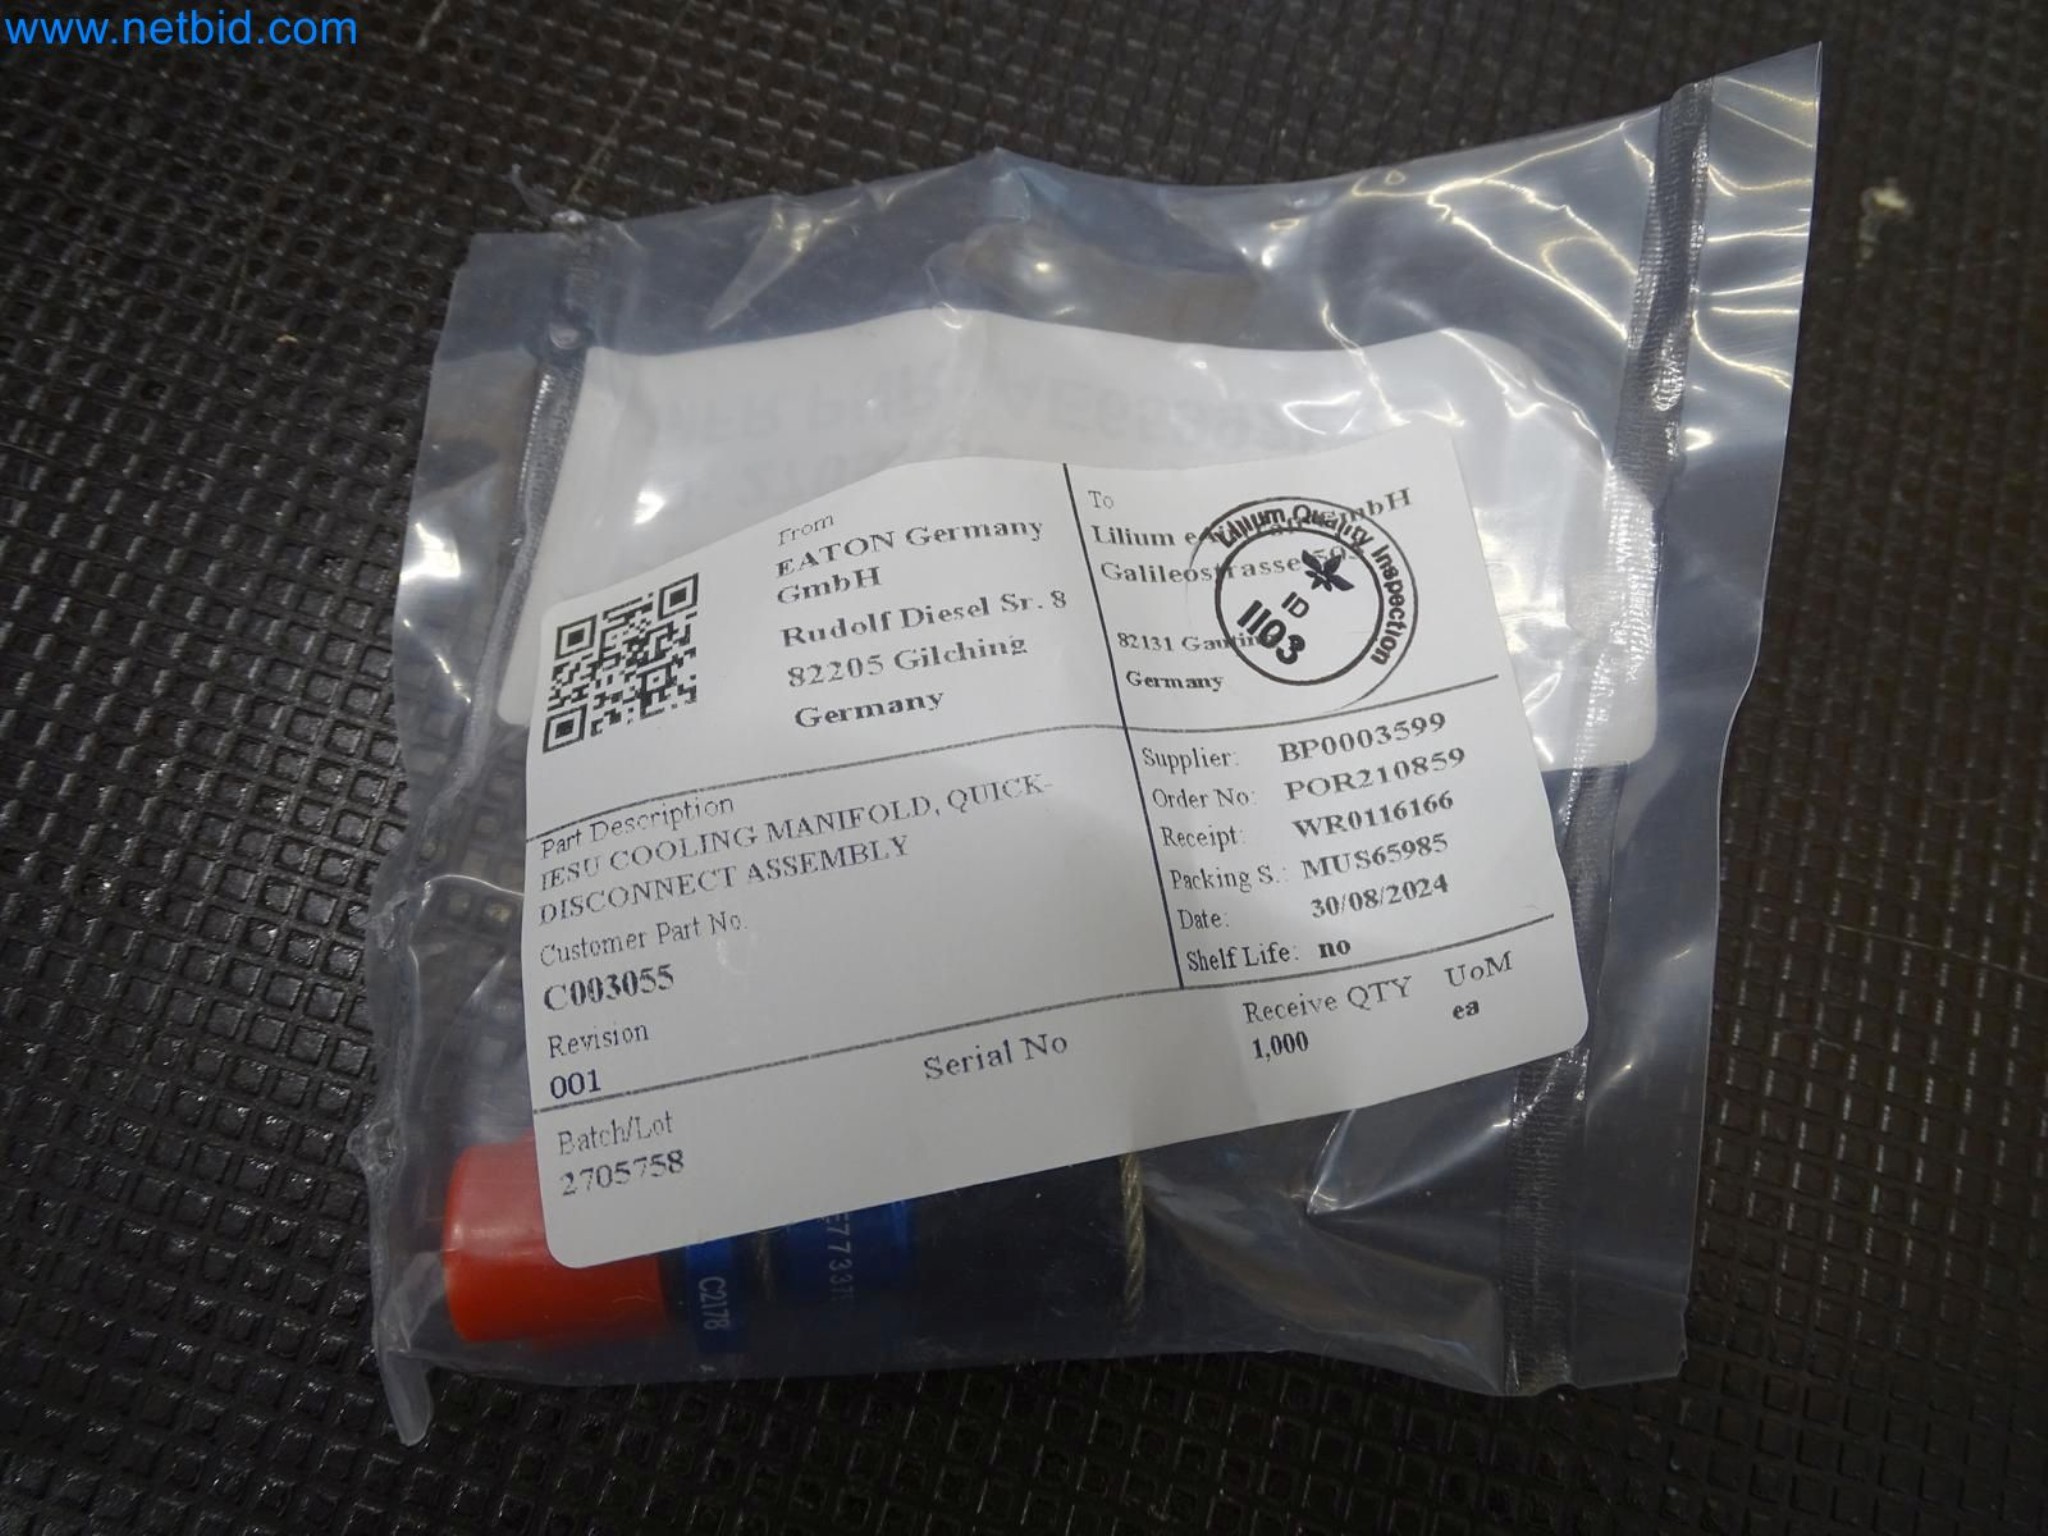 www.netbid.com
From
EATON Germany
GmbH
Rudolf Diesel Sr. 8
82205 Gilching
Germany
To
Lilium GmbH
Galileostrasse
82131
Germany
Lilium Quality Inspection
ID
1103
Supplier: BP0003599
Order No: POR210859
Receipt: WR0116166
Packing S.: MUS65985
Date: 30/08/2024
Shelf Life: no
Part Description
IESU COOLING MANIFOLD, QUICK-
DISCONNECT ASSEMBLY
Customer Part No.
C003055
Revision
001
Receive QTY UoM
1,000 ea
Serial No
Batch/Lot
2705758
C2178